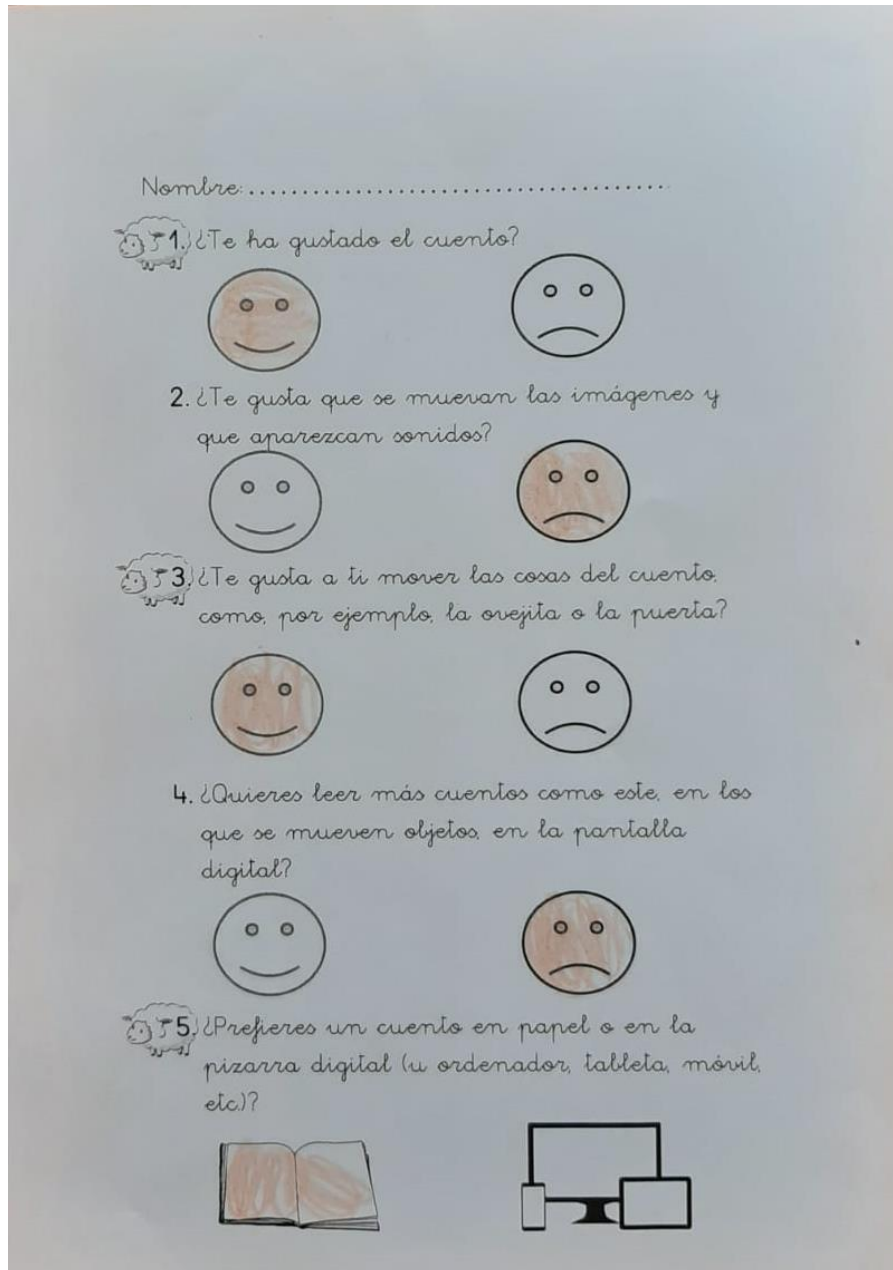 Nombre:........................................
1. ¿Te ha gustado el cuento?
2. ¿Te gusta que se muevan las imágenes y
que aparezcan sonidos?
3. ¿Te gusta a ti mover las cosas del cuento,
como, por ejemplo, la ovejita o la puerta?
4. ¿Quieres leer más cuentos como este, en los
que se mueven objetos, en la pantalla
digital?
5. ¿Prefieres un cuento en papel o en la
pizarra digital (u ordenador, tableta, móvil,
etc.)?